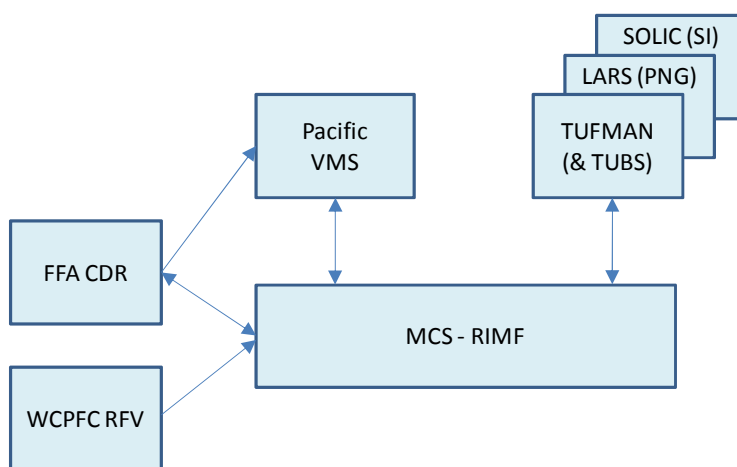 SOLIC (SI)
LARS (PNG)
Pacific
VMS
TUFMAN
(& TUBS)
FFA CDR
MCS - RIMF
WCPFC RFV